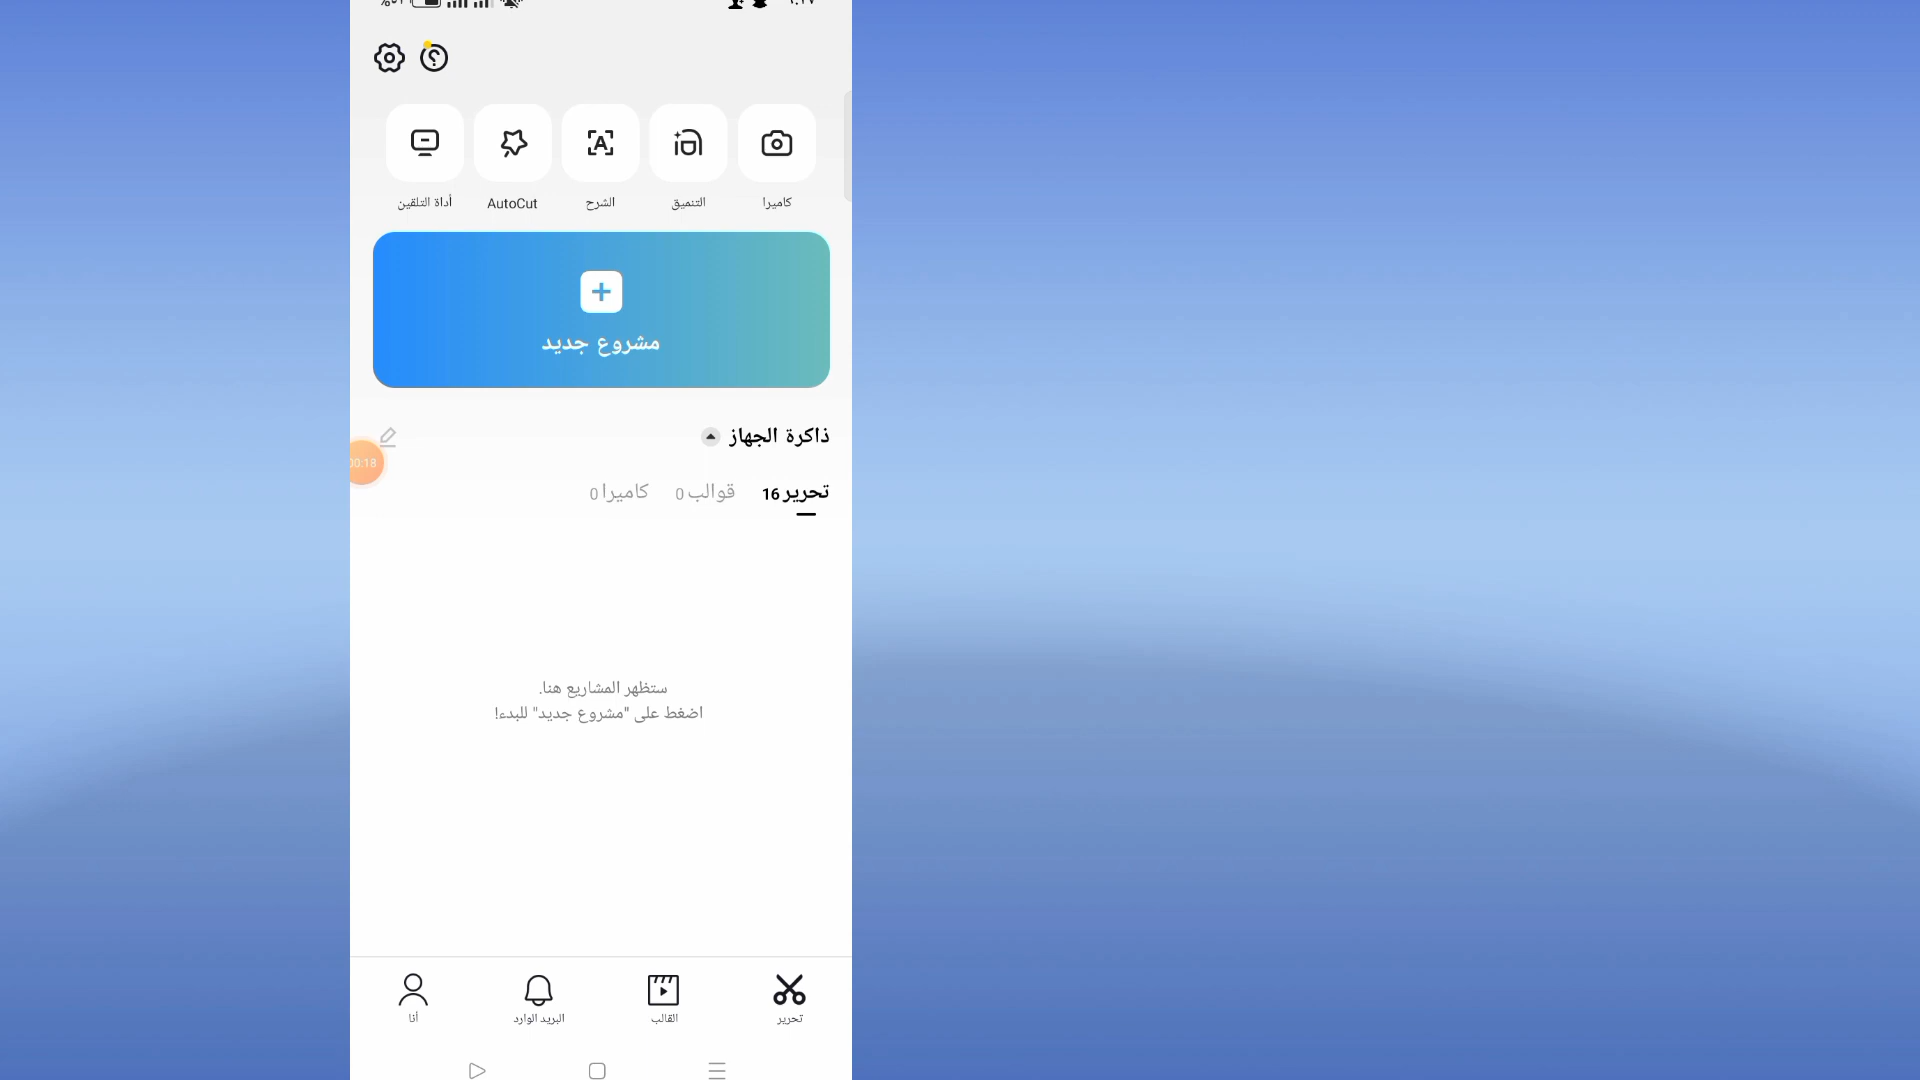 كاميرا
التنميق
الشرح
AutoCut
أداة التلقين
مشروع جديد
ذاكرة الجهاز
00:18
تحرير 16
قوالب 0
كاميرا 0
ستظهر المشاريع هنا.
اضغط على "مشروع جديد" للبدء!
تحرير
القالب
البريد الوارد
أنا